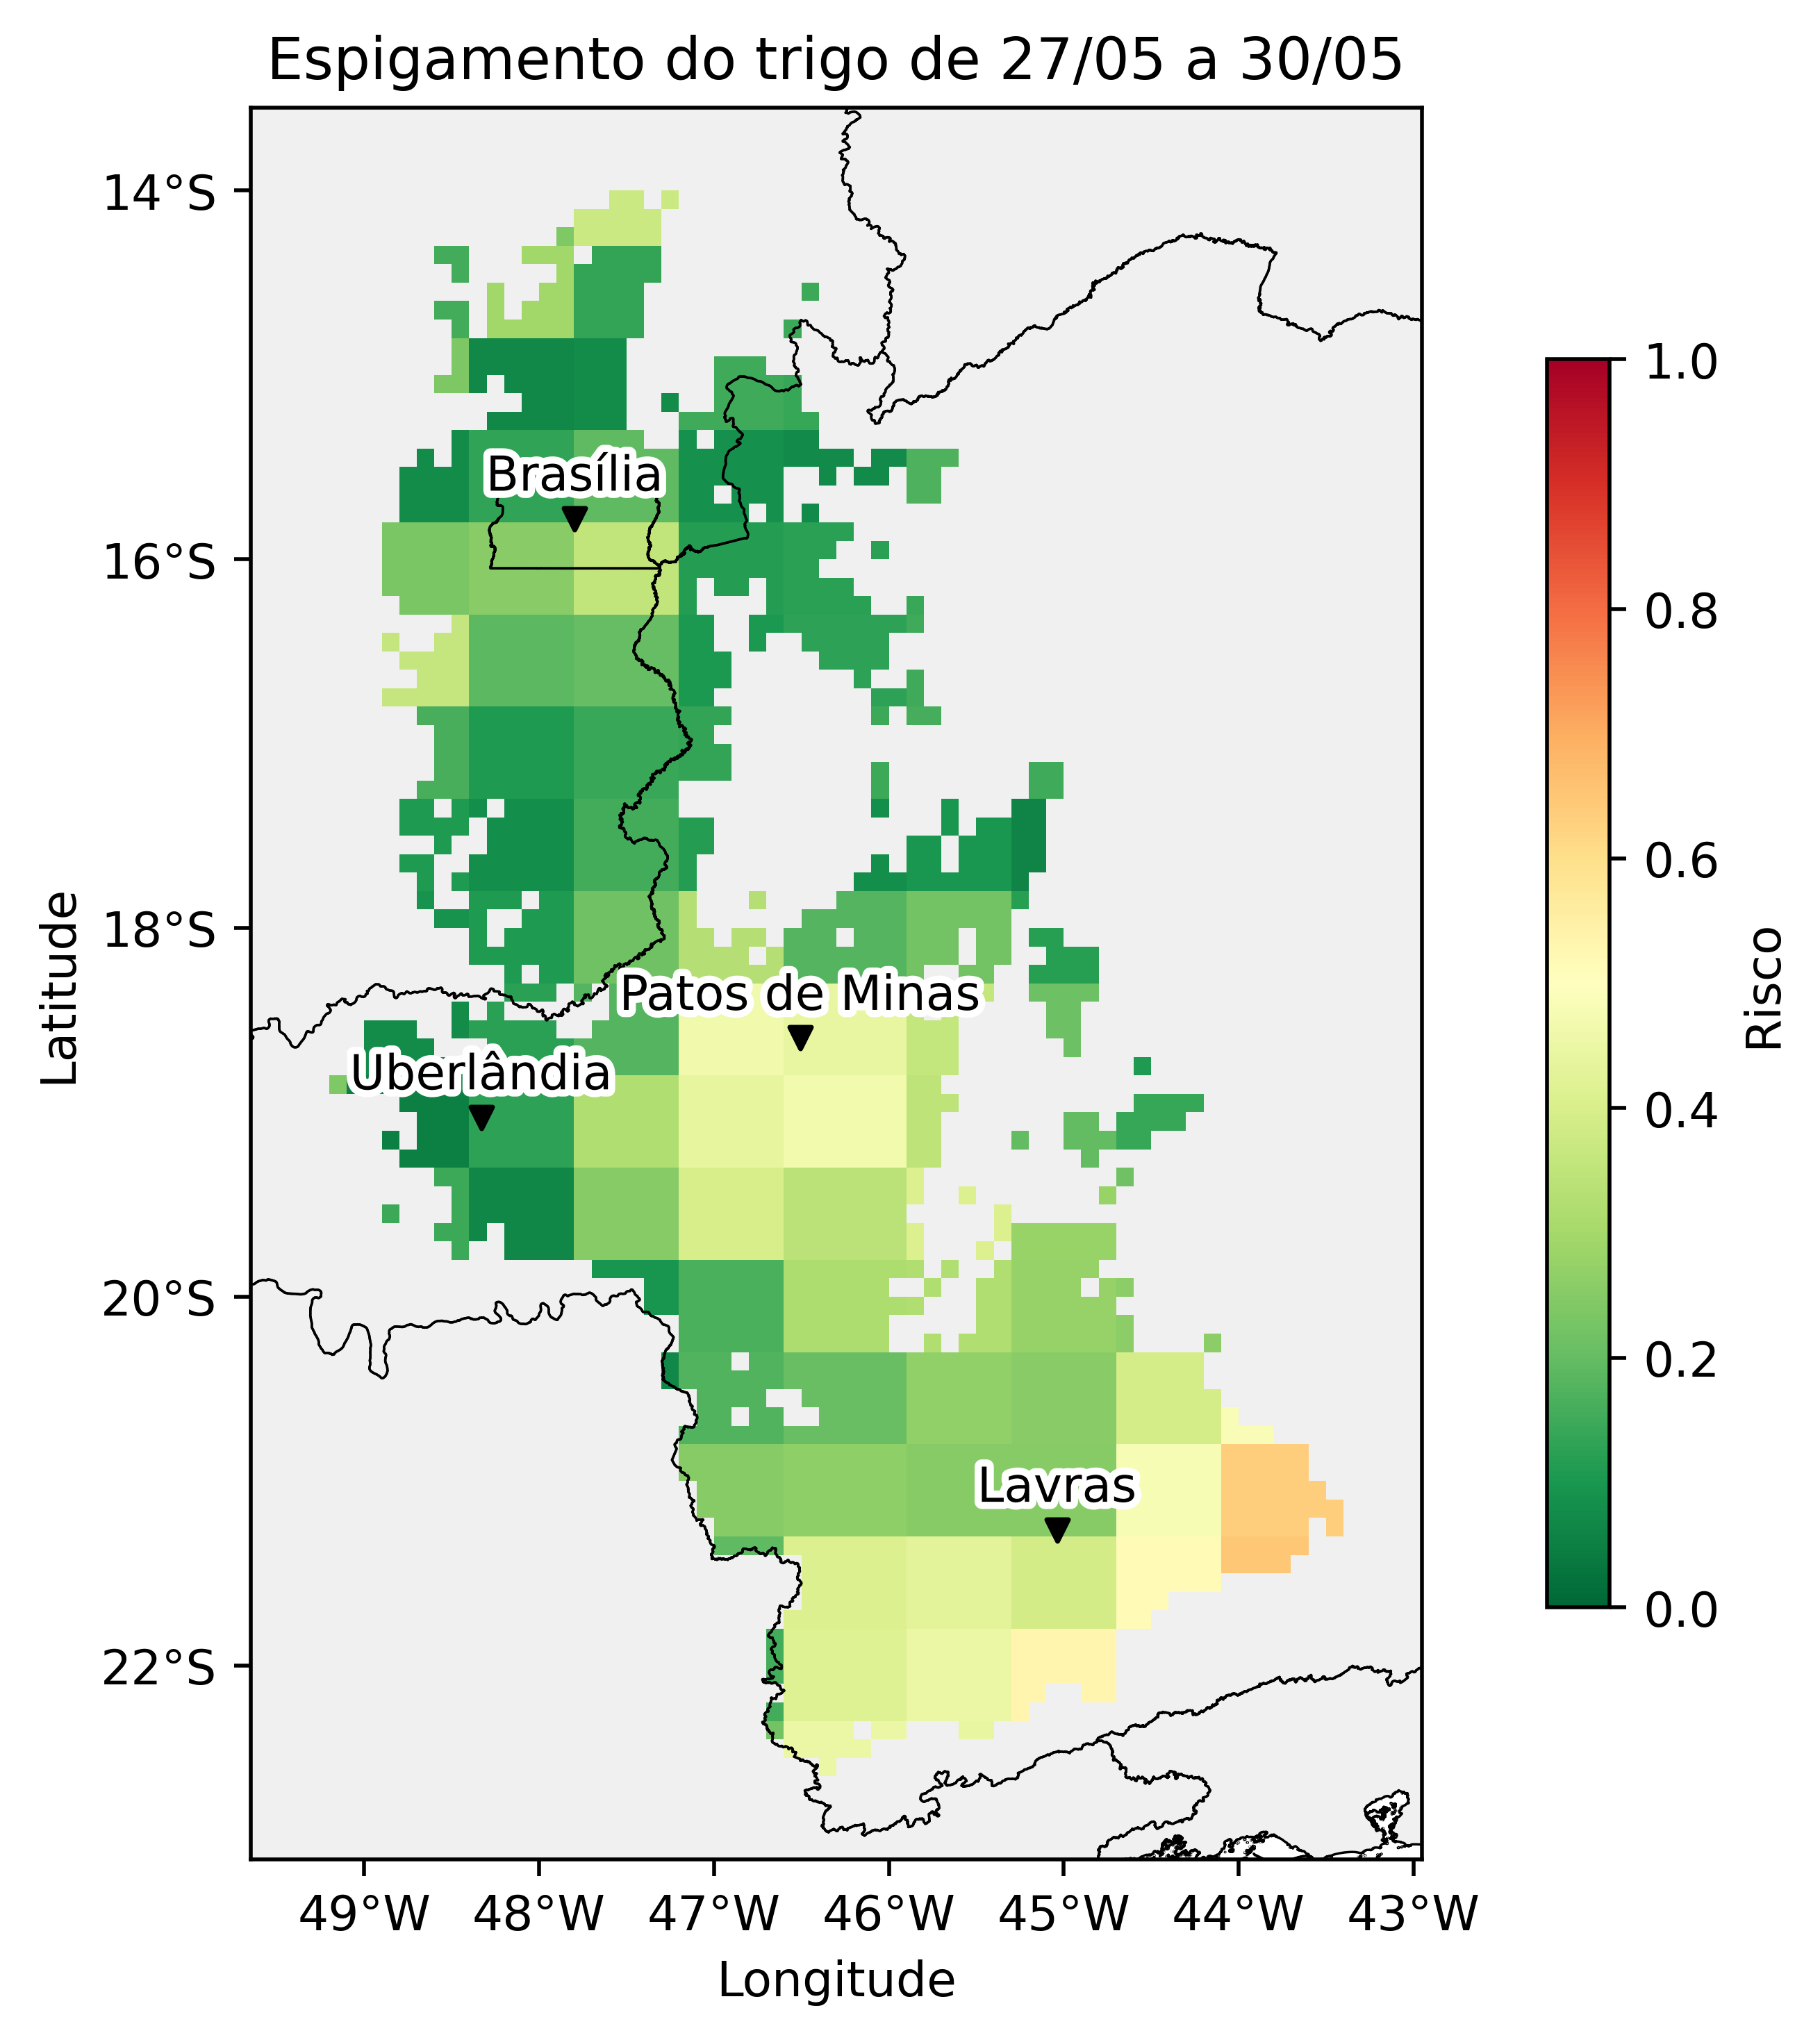 Espigamento do trigo de 27/05 a 30/05
14°S
16°S
18°S
20°S
22°S
Latitude
Brasília
Patos de Minas
Uberlândia
Lavras
49°W 48°W 47°W 46°W 45°W 44°W 43°W
Longitude
1.0
0.8
0.6
0.4
0.2
0.0
Risco